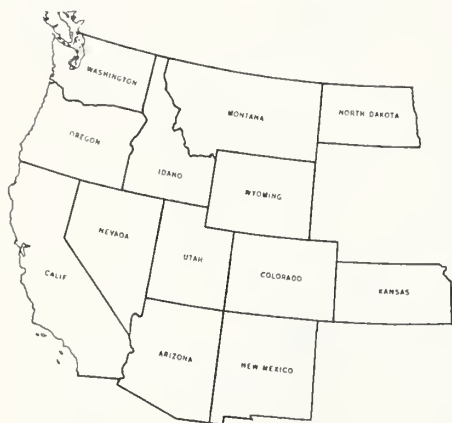 WASHINGTON
MONTANA
NORTH DAKOTA
OREGON
IDAHO
WYOMING
NEVADA
UTAH
COLORADO
CALIF
KANSAS
ARIZONA
NEW MEXICO